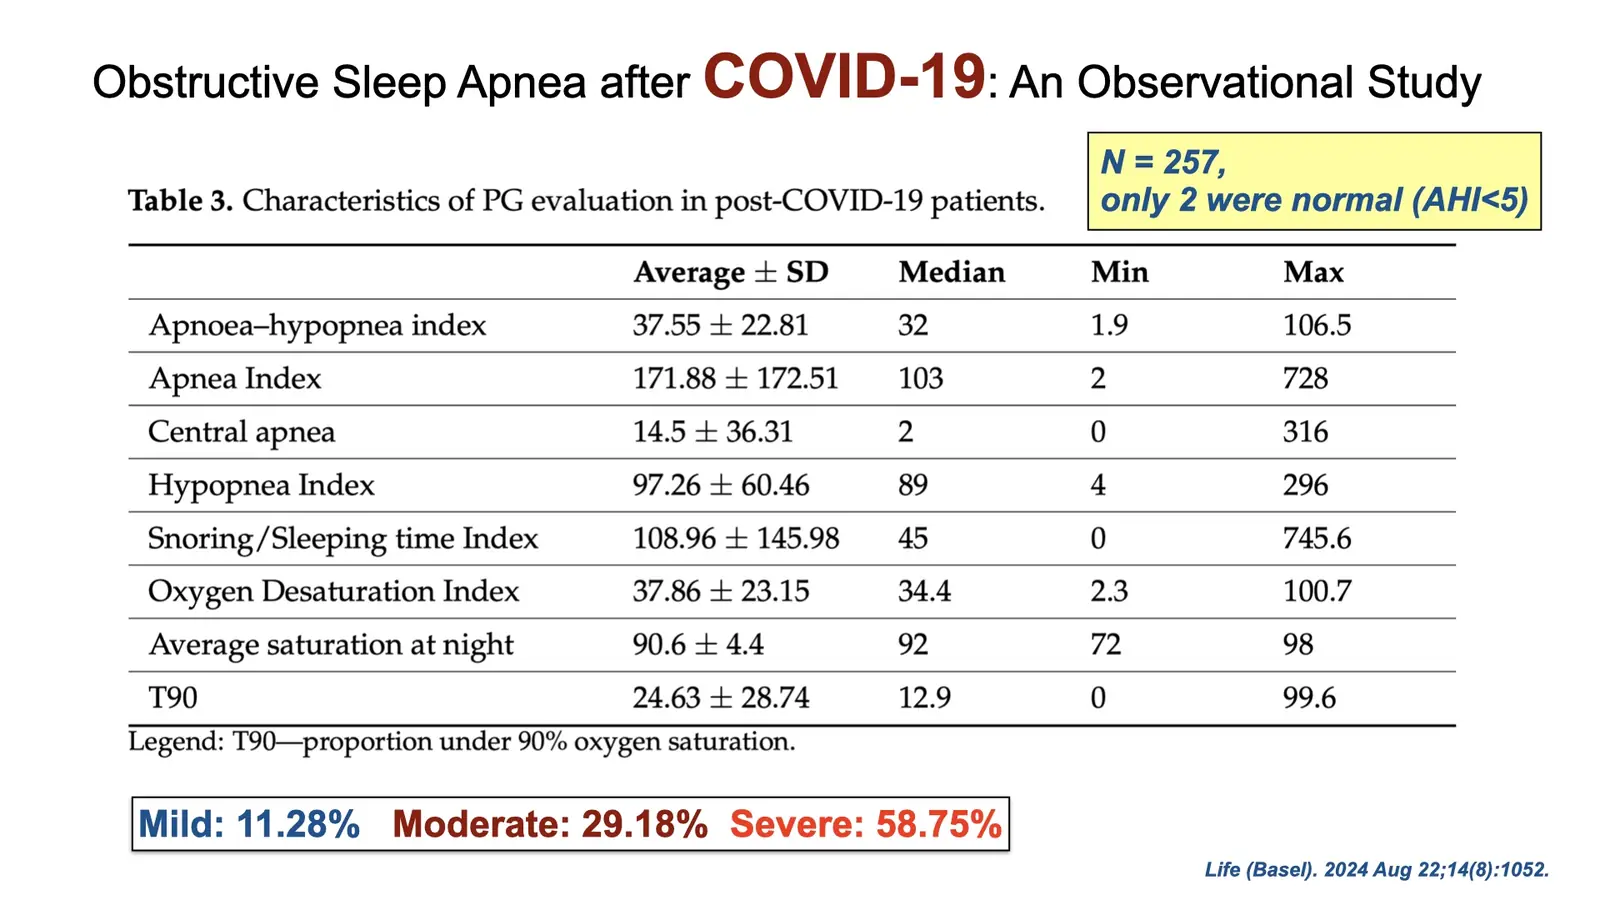 Obstructive Sleep Apnea after COVID-19: An Observational Study
N = 257,
only 2 were normal (AHI<5)
Table 3. Characteristics of PG evaluation in post-COVID-19 patients.
Average ± SD Median Min Max
Apnoea–hypopnea index 37.55 ± 22.81 32 1.9 106.5
Apnea Index 171.88 ± 172.51 103 2 728
Central apnea 14.5 ± 36.31 2 0 316
Hypopnea Index 97.26 ± 60.46 89 4 296
Snoring/Sleeping time Index 108.96 ± 145.98 45 0 745.6
Oxygen Desaturation Index 37.86 ± 23.15 34.4 2.3 100.7
Average saturation at night 90.6 ± 4.4 92 72 98
T90 24.63 ± 28.74 12.9 0 99.6
Legend: T90—proportion under 90% oxygen saturation.
Mild: 11.28% Moderate: 29.18% Severe: 58.75%
Life (Basel). 2024 Aug 22;14(8):1052.